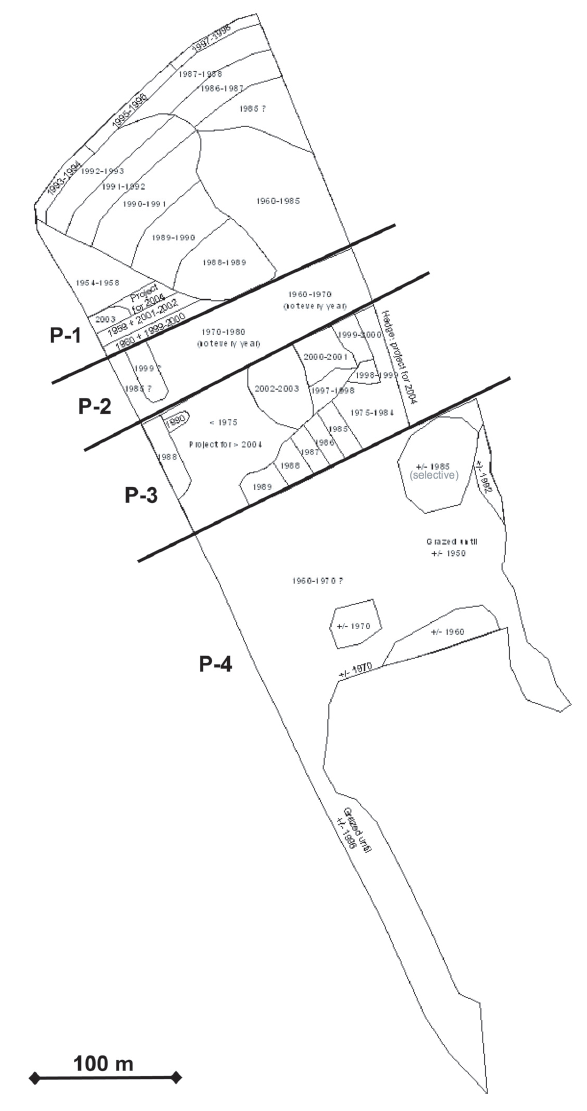 1997-1998
1987-1988
1986-1987
1985 ?
1995-1996
1993-1994
1992-1993
1991-1992
1990-1991
1960-1985
1989-1990
1988-1989
1954-1958
Project
for 2004
2003
1959 + 2001-2002
1960 + 1999-2000
P-1
1960-1970
(not every year)
1970-1980
(not every year)
1999 ?
1985 ?
P-2
Hedge: project for 2004
1999-2000
2000-2001
1998-1999
1997-1998
2002-2003
1975-1984
1990
< 1975
Project for > 2004
1985
1986
1987
1988
1989
1988
P-3
+/- 1985
(selective)
+/- 1992
Grazed until
+/- 1950
1960-1970 ?
+/- 1970
+/- 1960
+/- 1970
P-4
Grazed until
100 m